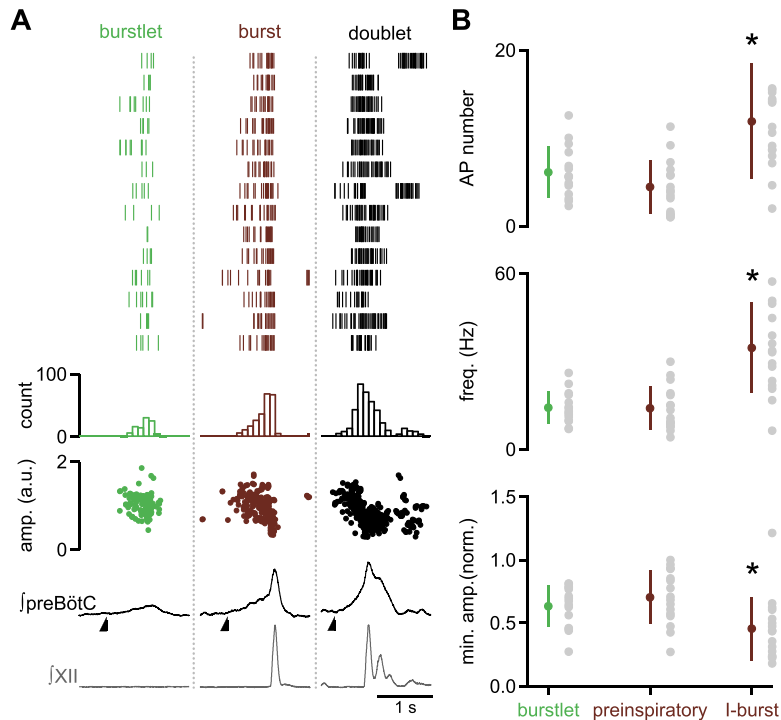 A
burstlet burst doublet
100
count
0
2
amp. (a.u.)
0
∫preBötC
∫XII
1 s
B
20
AP number
0
*
60
freq. (Hz)
0
*
1.5
1.0
min. amp.(norm.)
0.5
0
*
burstlet preinspiratory I-burst